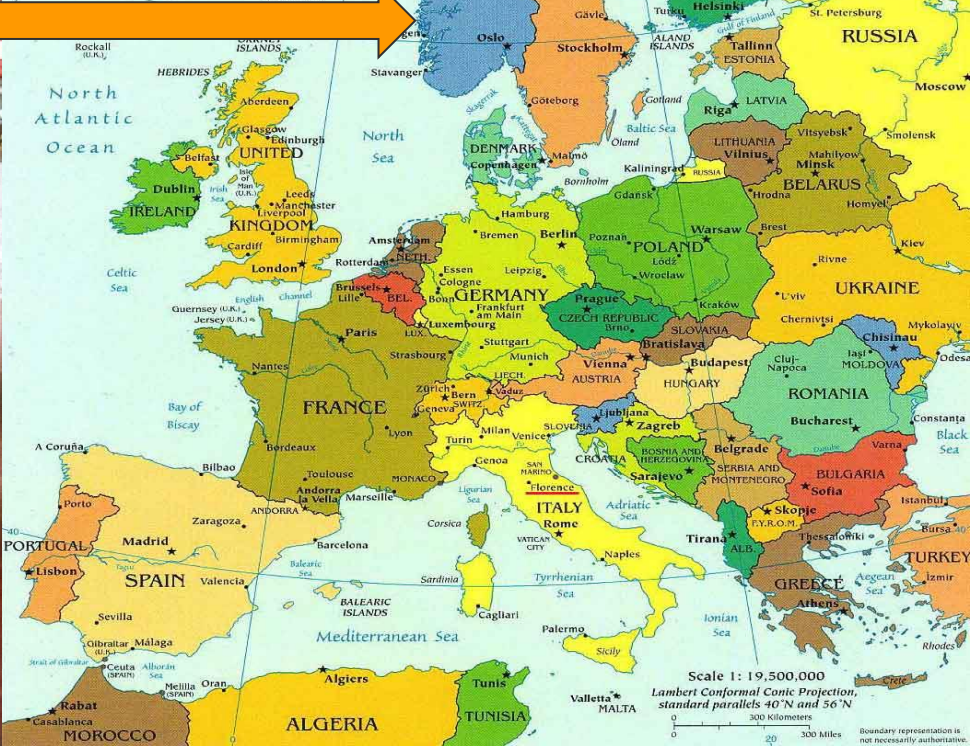 Helsinki
Turku
St. Petersburg
Gulf of Finland
Gävle
Oslo
Stockholm
ALAND
ISLANDS
Tallinn
ESTONIA
RUSSIA
Moscow
Rockall
(U.K.)
ISLANDS
HEBRIDES
Stavanger
Skagerrak
Kattegat
Göteborg
Gotland
Riga
LATVIA
North
Atlantic
Ocean
Aberdeen
North
Sea
Baltic Sea
Oland
LITHUANIA
Vilnius
Vitsyebsk
Smolensk
Glasgow
Edinburgh
UNITED
KINGDOM
DENMARK
Copenhagen
Malmö
Bornholm
Kaliningrad
RUSSIA
Mahilyow
Minsk
BELARUS
Homyel'
Belfast
Isle
of
Man
(U.K.)
Irish
Sea
Dublin
IRELAND
Leeds
Manchester
Liverpool
Birmingham
Cardiff
London
Gdańsk
Hrodna
Brest
Hamburg
Bremen
Berlin
Poznań
Warsaw
POLAND
Łódź
Wrocław
Kraków
Kiev
Rivne
L'viv
UKRAINE
Chernivtsi
Amsterdam
Rotterdam
NETH.
Celtic
Sea
English Channel
Guernsey (U.K.)
Jersey (U.K.)
Brussels
Lille
BEL.
LUX.
Luxembourg
Essen
Cologne
Bonn
Leipzig
GERMANY
Frankfurt
am Main
Prague
CZECH REPUBLIC
Brno
SLOVAKIA
Bratislava
Paris
Strasbourg
Stuttgart
Munich
Vienna
AUSTRIA
Budapest
HUNGARY
Chisinau
Iaşi
MOLDOVA
Mykolayiv
Odesa
Nantes
FRANCE
Zürich
Bern
SWITZ.
Geneva
LIECH.
Vaduz
Ljubljana
SLOVENIA
Zagreb
CROATIA
Cluj-
Napoca
ROMANIA
Bucharest
Constanţa
Black
Sea
Bay of
Biscay
Bordeaux
Lyon
Turin
Milan
Venice
Genoa
BOSNIA AND
HERZEGOVINA
Sarajevo
Belgrade
SERBIA AND
MONTENEGRO
Danube
Varna
BULGARIA
Sofia
A Coruña
Bilbao
Toulouse
Andorra
la Vella
ANDORRA
Marseille
MONACO
Ligurian
Sea
SAN
MARINO
Florence
ITALY
Rome
VATICAN
CITY
Adriatic
Sea
Skopje
F.Y.R.O.M.
Tirana
ALB.
Thessaloniki
Istanbul
Bursa
40
Porto
PORTUGAL
Lisbon
Madrid
Zaragoza
Barcelona
SPAIN
Valencia
Corsica
Naples
Sardinia
Cagliari
Tyrrhenian
Sea
TURKEY
İzmir
GREECE
Aegean
Sea
Athens
Tagus
Balearic
Sea
BALEARIC
ISLANDS
Sevilla
Málaga
Gibraltar
(U.K.)
Strait of Gibraltar
Ceuta
(SPAIN)
Alborán
Sea
Melilla
(SPAIN)
Mediterranean Sea
Palermo
Sicily
Ionian
Sea
Rhodes
Crete
Oran
Algiers
Tunis
Valletta
MALTA
Rabat
Casablanca
MOROCCO
ALGERIA
TUNISIA
0
Scale 1: 19,500,000
Lambert Conformal Conic Projection,
standard parallels 40°N and 56°N
0 300 Kilometers
0 300 Miles
20
Boundary representation is
not necessarily authoritative.